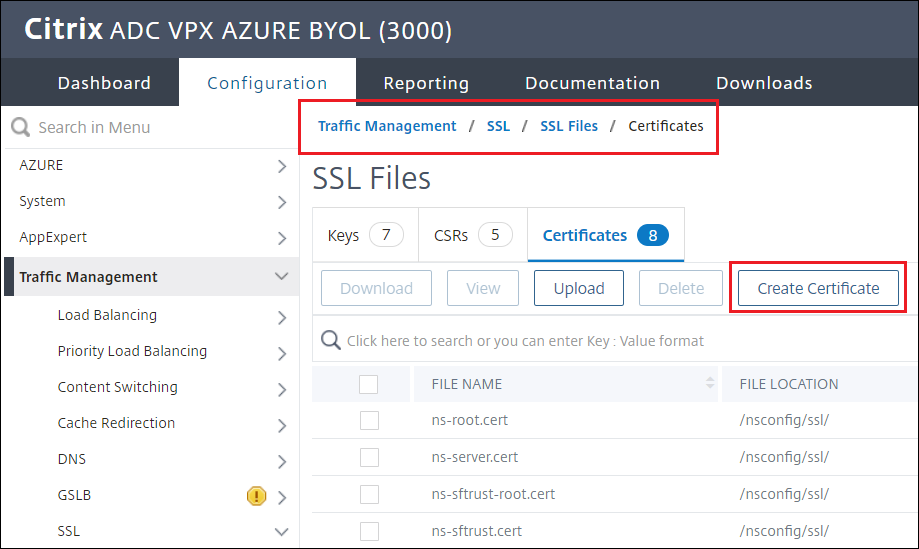 Citrix ADC VPX AZURE BYOL (3000)
Dashboard Configuration Reporting Documentation Downloads
Search in Menu
AZURE
System
AppExpert
Traffic Management
Load Balancing
Priority Load Balancing
Content Switching
Cache Redirection
DNS
GSLB !
SSL
Traffic Management / SSL / SSL Files / Certificates
SSL Files
Keys 7 CSRs 5 Certificates 8
Download View Upload Delete Create Certificate
Click here to search or you can enter Key : Value format
FILE NAME FILE LOCATION
ns-root.cert /nsconfig/ssl/
ns-server.cert /nsconfig/ssl/
ns-sftrust-root.cert /nsconfig/ssl/
ns-sftrust.cert /nsconfig/ssl/